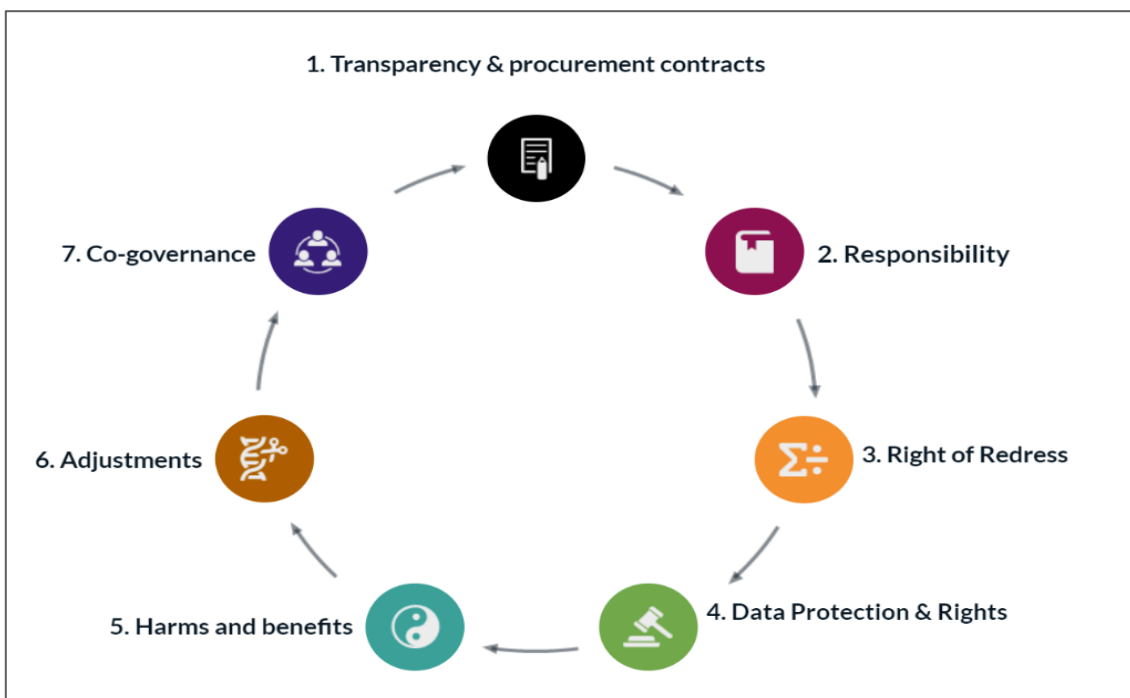 1. Transparency & procurement contracts
2. Responsibility
3. Right of Redress
4. Data Protection & Rights
5. Harms and benefits
6. Adjustments
7. Co-governance